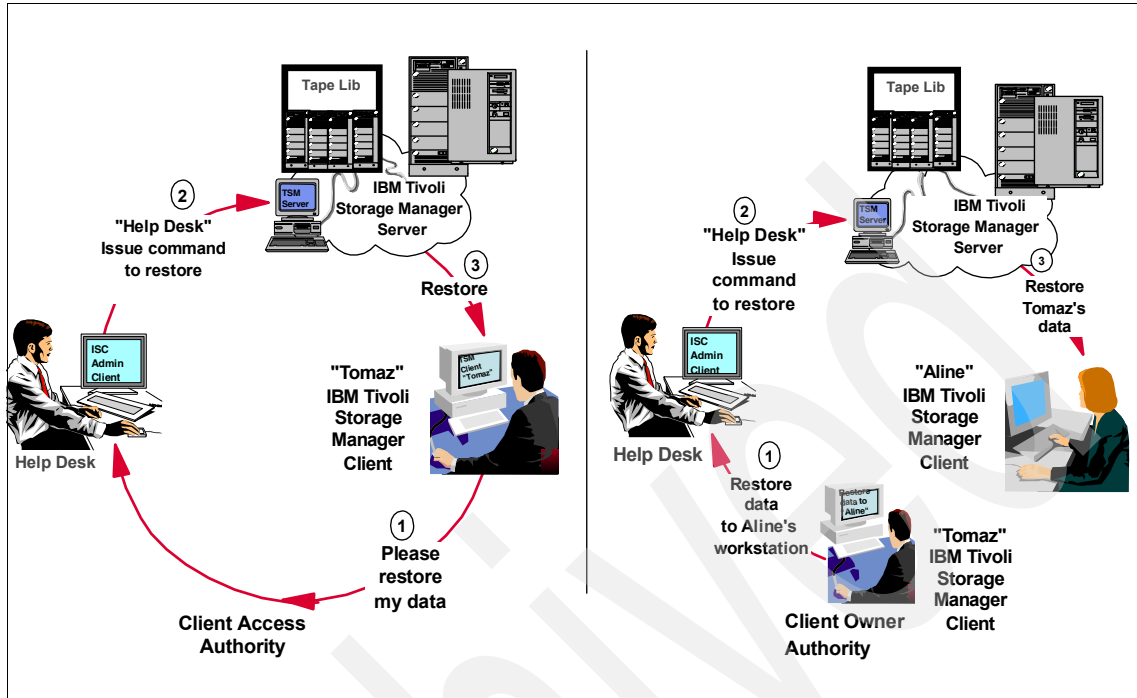 Tape Lib
TSM
Server
IBM Tivoli
Storage Manager
Server
2
"Help Desk"
Issue command
to restore
3
Restore
ISC
Admin
Client
Help Desk
TSM
Client
"Tomaz"
"Tomaz"
IBM Tivoli
Storage
Manager
Client
1
Please
restore
my data
Client Access
Authority
Tape Lib
TSM
Server
IBM Tivoli
Storage Manager
Server
2
"Help Desk"
Issue
command
to restore
3
Restore
Tomaz's
data
ISC
Admin
Client
Help Desk
"Aline"
IBM Tivoli
Storage
Manager
Client
1
Restore
data
to Aline's
workstation
Restore
data to
"Aline"
"Tomaz"
IBM Tivoli
Storage
Manager
Client
Client Owner
Authority